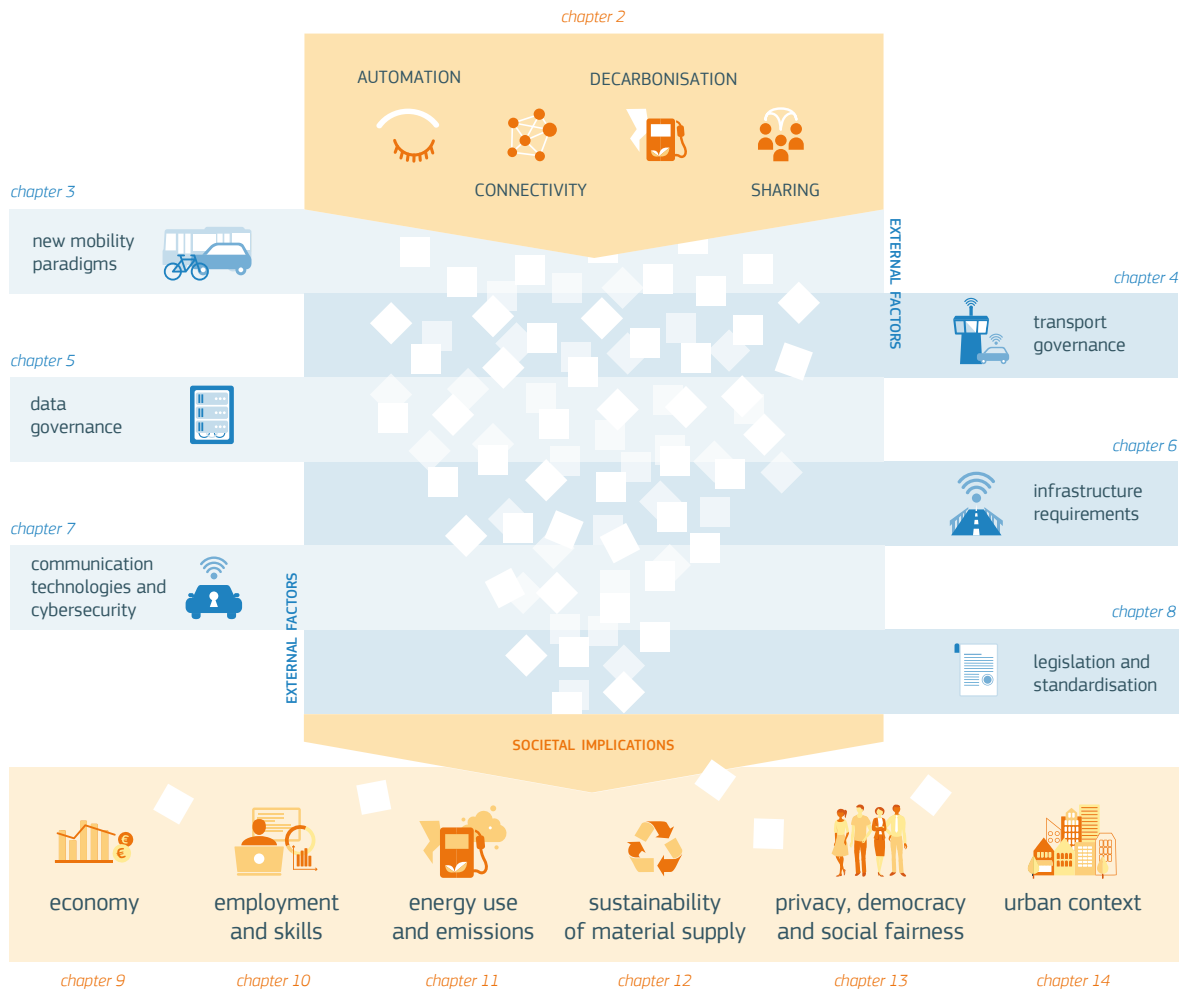 chapter 2
AUTOMATION
DECARBONISATION
CONNECTIVITY
SHARING
chapter 3
new mobility
paradigms
EXTERNAL FACTORS
chapter 4
transport
governance
chapter 5
data
governance
chapter 6
infrastructure
requirements
chapter 7
communication
technologies and
cybersecurity
EXTERNAL FACTORS
chapter 8
legislation and
standardisation
SOCIETAL IMPLICATIONS
€
€
economy
employment
and skills
energy use
and emissions
sustainability
of material supply
privacy, democracy
and social fairness
urban context
chapter 9
chapter 10
chapter 11
chapter 12
chapter 13
chapter 14